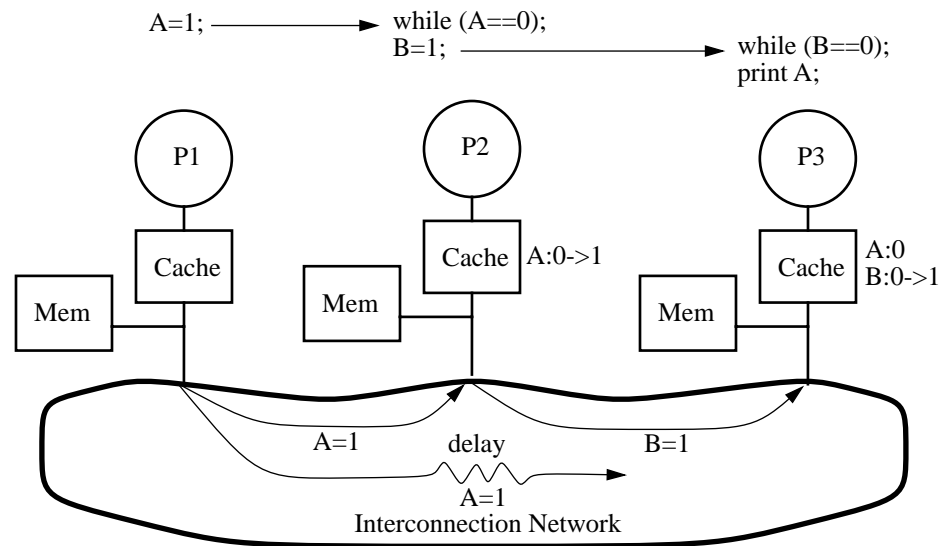 A=1;
while (A==0);
B=1;
while (B==0);
print A;
P1
P2
P3
Cache
Cache
A:0->1
Cache
A:0
B:0->1
Mem
Mem
Mem
A=1
delay
B=1
A=1
Interconnection Network